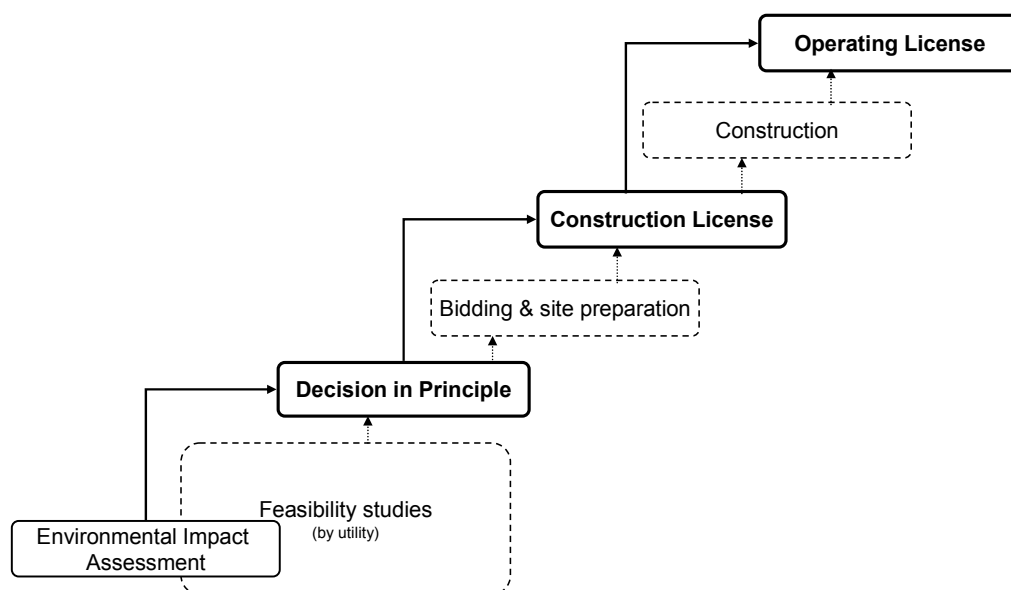 Operating License
Construction
Construction License
Bidding & site preparation
Decision in Principle
Feasibility studies
(by utility)
Environmental Impact
Assessment